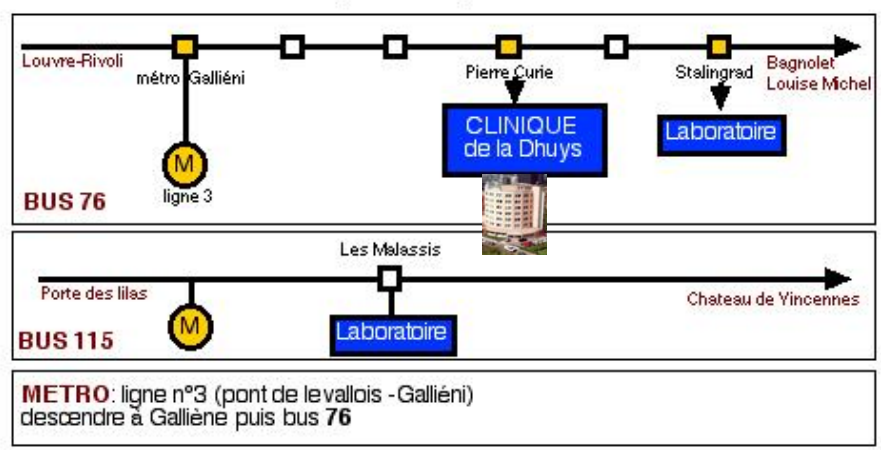 Louvre-Rivoli
métro Galliéni
Pierre Curie
Stalingrad
Bagnolet
Louise Michel
CLINIQUE
de la Dhuys
Laboratoire
M
ligne 3
BUS 76
Les Malassis
Porte des lilas
Chateau de Vincennes
M
Laboratoire
BUS 115
METRO: ligne n°3 (pont de levallois -Galliéni)
descendre à Galliène puis bus 76